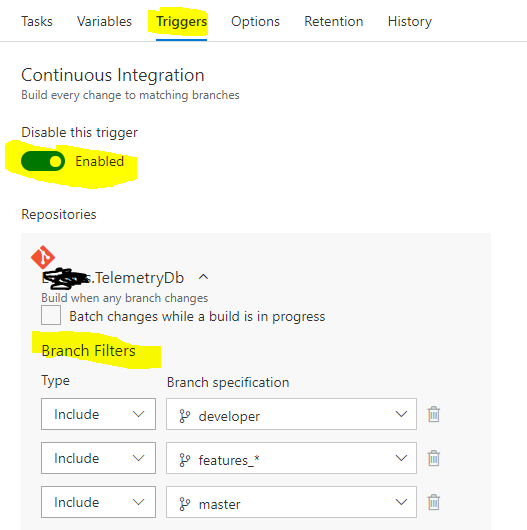 Tasks Variables Triggers Options Retention History
Continuous Integration
Build every change to matching branches
Disable this trigger
Enabled
Repositories
.TelemetryDb
Build when any branch changes
Batch changes while a build is in progress
Branch Filters
Type Branch specification
Include developer
Include features_*
Include master